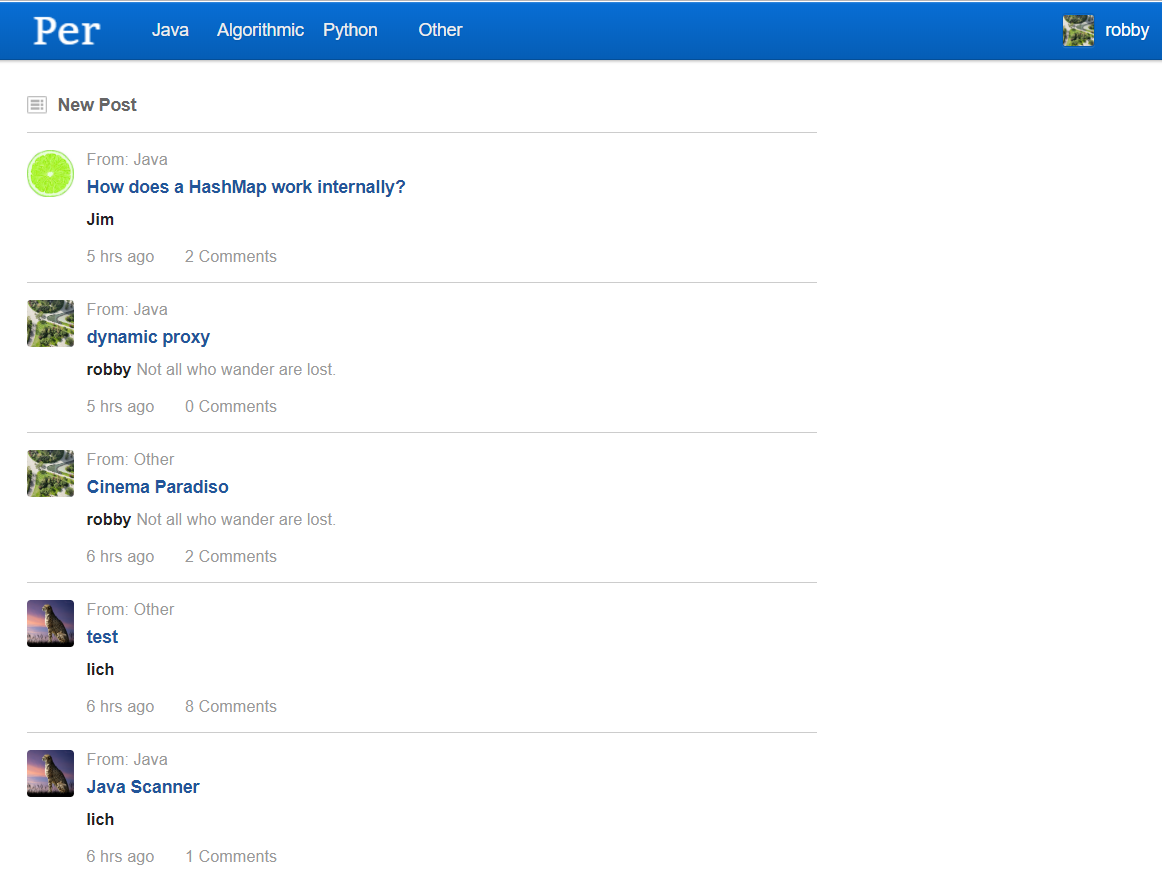 Per Java Algorithmic Python Other robby
New Post
From: Java
How does a HashMap work internally?
Jim
5 hrs ago 2 Comments
From: Java
dynamic proxy
robby Not all who wander are lost.
5 hrs ago 0 Comments
From: Other
Cinema Paradiso
robby Not all who wander are lost.
6 hrs ago 2 Comments
From: Other
test
lich
6 hrs ago 8 Comments
From: Java
Java Scanner
lich
6 hrs ago 1 Comments